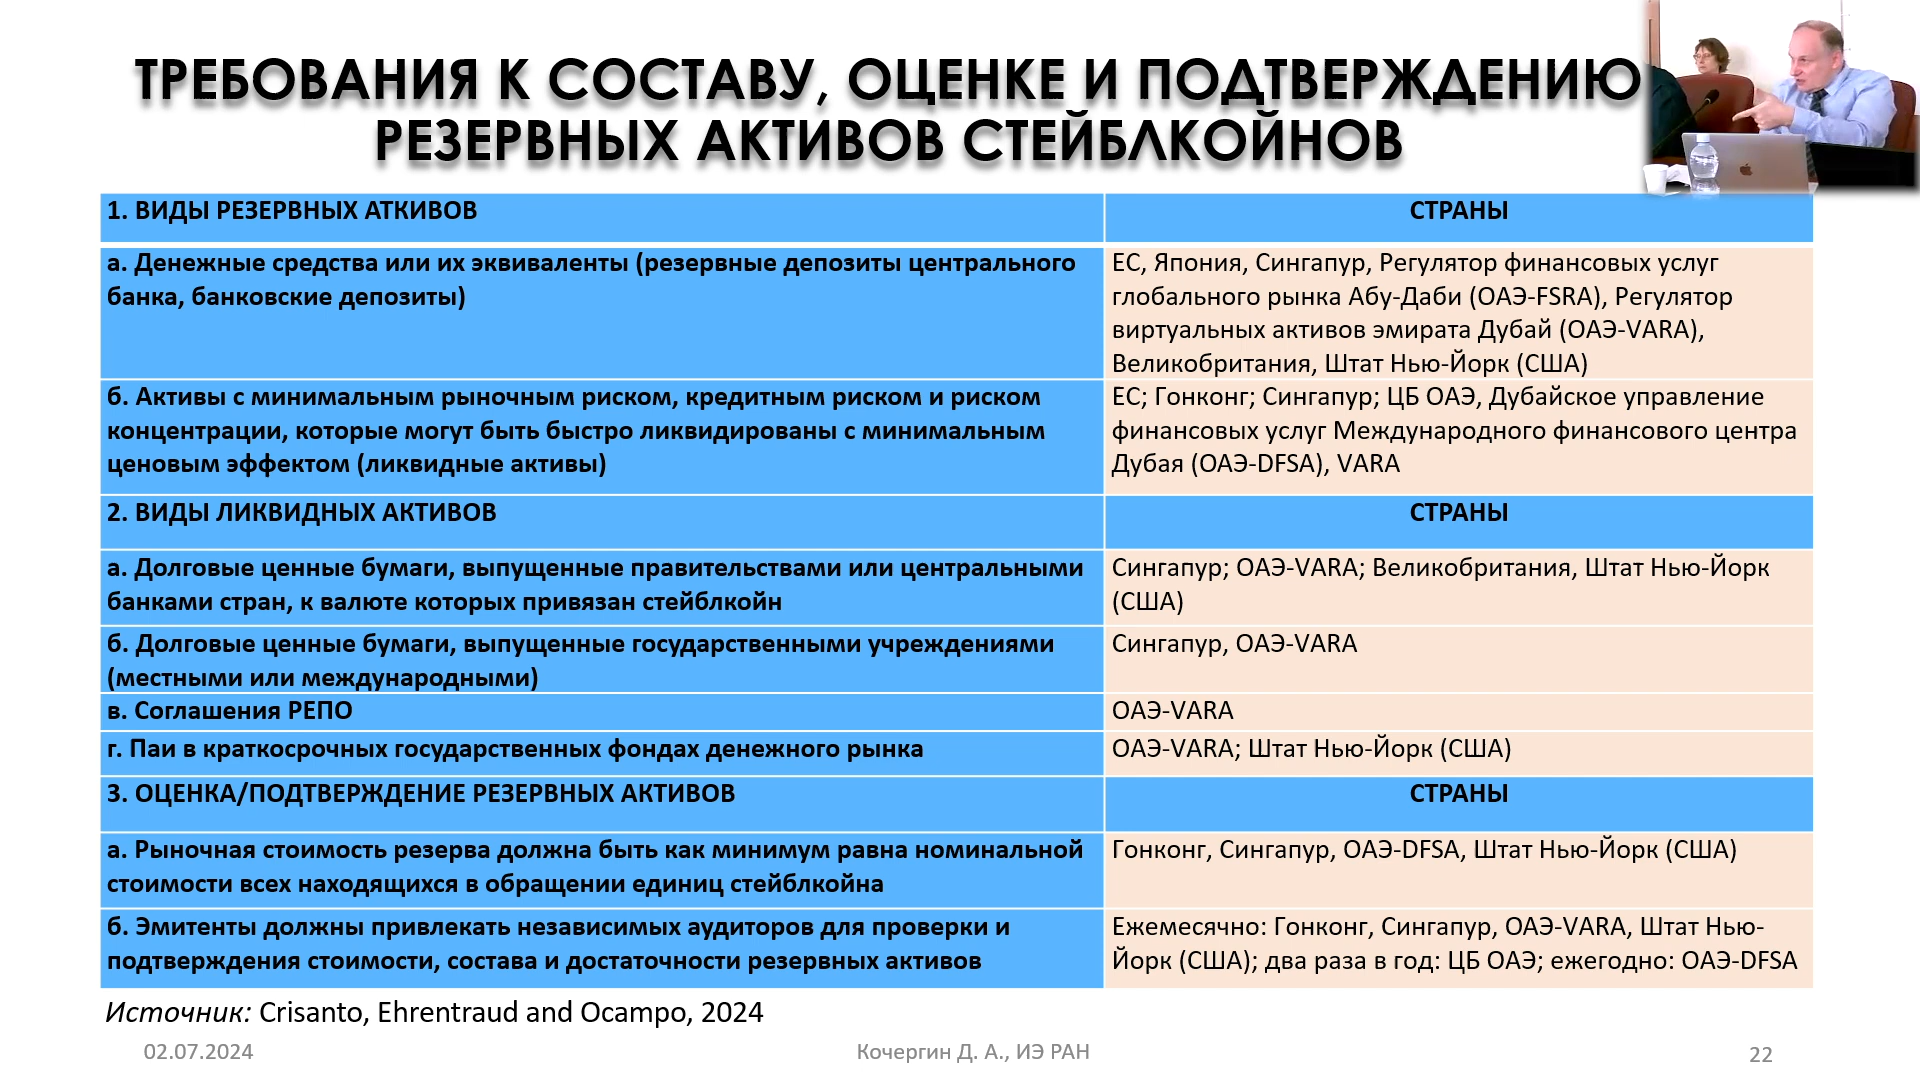 ТРЕБОВАНИЯ К СОСТАВУ, ОЦЕНКЕ И ПОДТВЕРЖДЕНИЮ
РЕЗЕРВНЫХ АКТИВОВ СТЕЙБЛКОЙНОВ
1. ВИДЫ РЕЗЕРВНЫХ АТКИВОВ
СТРАНЫ
а. Денежные средства или их эквиваленты (резервные депозиты центрального
банка, банковские депозиты)
ЕС, Япония, Сингапур, Регулятор финансовых услуг
глобального рынка Абу-Даби (ОАЭ-FSRA), Регулятор
виртуальных активов эмирата Дубай (ОАЭ-VARA),
Великобритания, Штат Нью-Йорк (США)
б. Активы с минимальным рыночным риском, кредитным риском и риском
концентрации, которые могут быть быстро ликвидированы с минимальным
ценовым эффектом (ликвидные активы)
ЕС; Гонконг; Сингапур; ЦБ ОАЭ, Дубайское управление
финансовых услуг Международного финансового центра
Дубая (ОАЭ-DFSA), VARA
2. ВИДЫ ЛИКВИДНЫХ АКТИВОВ
СТРАНЫ
а. Долговые ценные бумаги, выпущенные правительствами или центральными
банками стран, к валюте которых привязан стейблкойн
Сингапур; ОАЭ-VARA; Великобритания, Штат Нью-Йорк
(США)
б. Долговые ценные бумаги, выпущенные государственными учреждениями
(местными или международными)
Сингапур, ОАЭ-VARA
в. Соглашения РЕПО
ОАЭ-VARA
г. Паи в краткосрочных государственных фондах денежного рынка
ОАЭ-VARA; Штат Нью-Йорк (США)
3. ОЦЕНКА/ПОДТВЕРЖДЕНИЕ РЕЗЕРВНЫХ АКТИВОВ
СТРАНЫ
а. Рыночная стоимость резерва должна быть как минимум равна номинальной
стоимости всех находящихся в обращении единиц стейблкойна
Гонконг, Сингапур, ОАЭ-DFSA, Штат Нью-Йорк (США)
б. Эмитенты должны привлекать независимых аудиторов для проверки и
подтверждения стоимости, состава и достаточности резервных активов
Ежемесячно: Гонконг, Сингапур, ОАЭ-VARA, Штат Нью-
Йорк (США); два раза в год: ЦБ ОАЭ; ежегодно: ОАЭ-DFSA
Источник: Crisanto, Ehrentraud and Ocampo, 2024
02.07.2024
Кочергин Д. А., ИЭ РАН
22